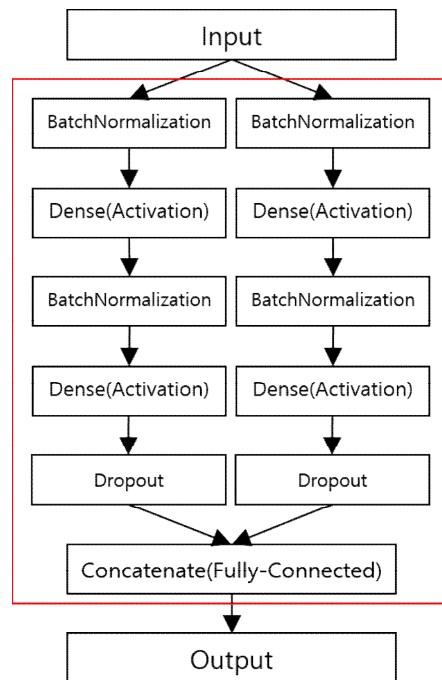 Input
BatchNormalization BatchNormalization
Dense(Activation) Dense(Activation)
BatchNormalization BatchNormalization
Dense(Activation) Dense(Activation)
Dropout Dropout
Concatenate(Fully-Connected)
Output